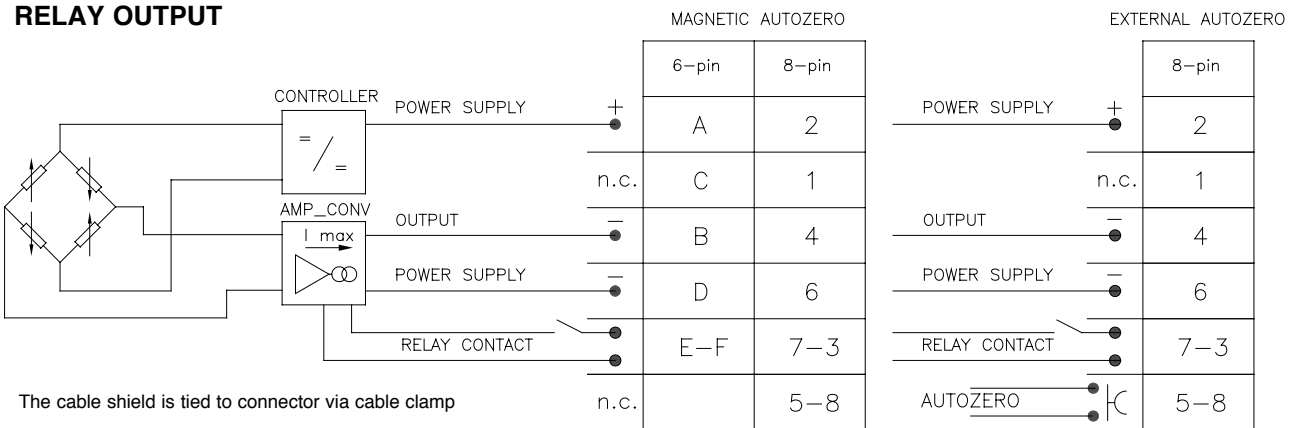 RELAY OUTPUT
MAGNETIC AUTOZERO
EXTERNAL AUTOZERO
6-pin 8-pin 8-pin
CONTROLLER
= / =
POWER SUPPLY + A 2
POWER SUPPLY + 2
n.c. C 1
n.c. 1
AMP_CONV
I max
OUTPUT − B 4
OUTPUT − 4
POWER SUPPLY − D 6
POWER SUPPLY − 6
RELAY CONTACT E-F 7-3
RELAY CONTACT 7-3
The cable shield is tied to connector via cable clamp
n.c. 5-8
AUTOZERO 5-8